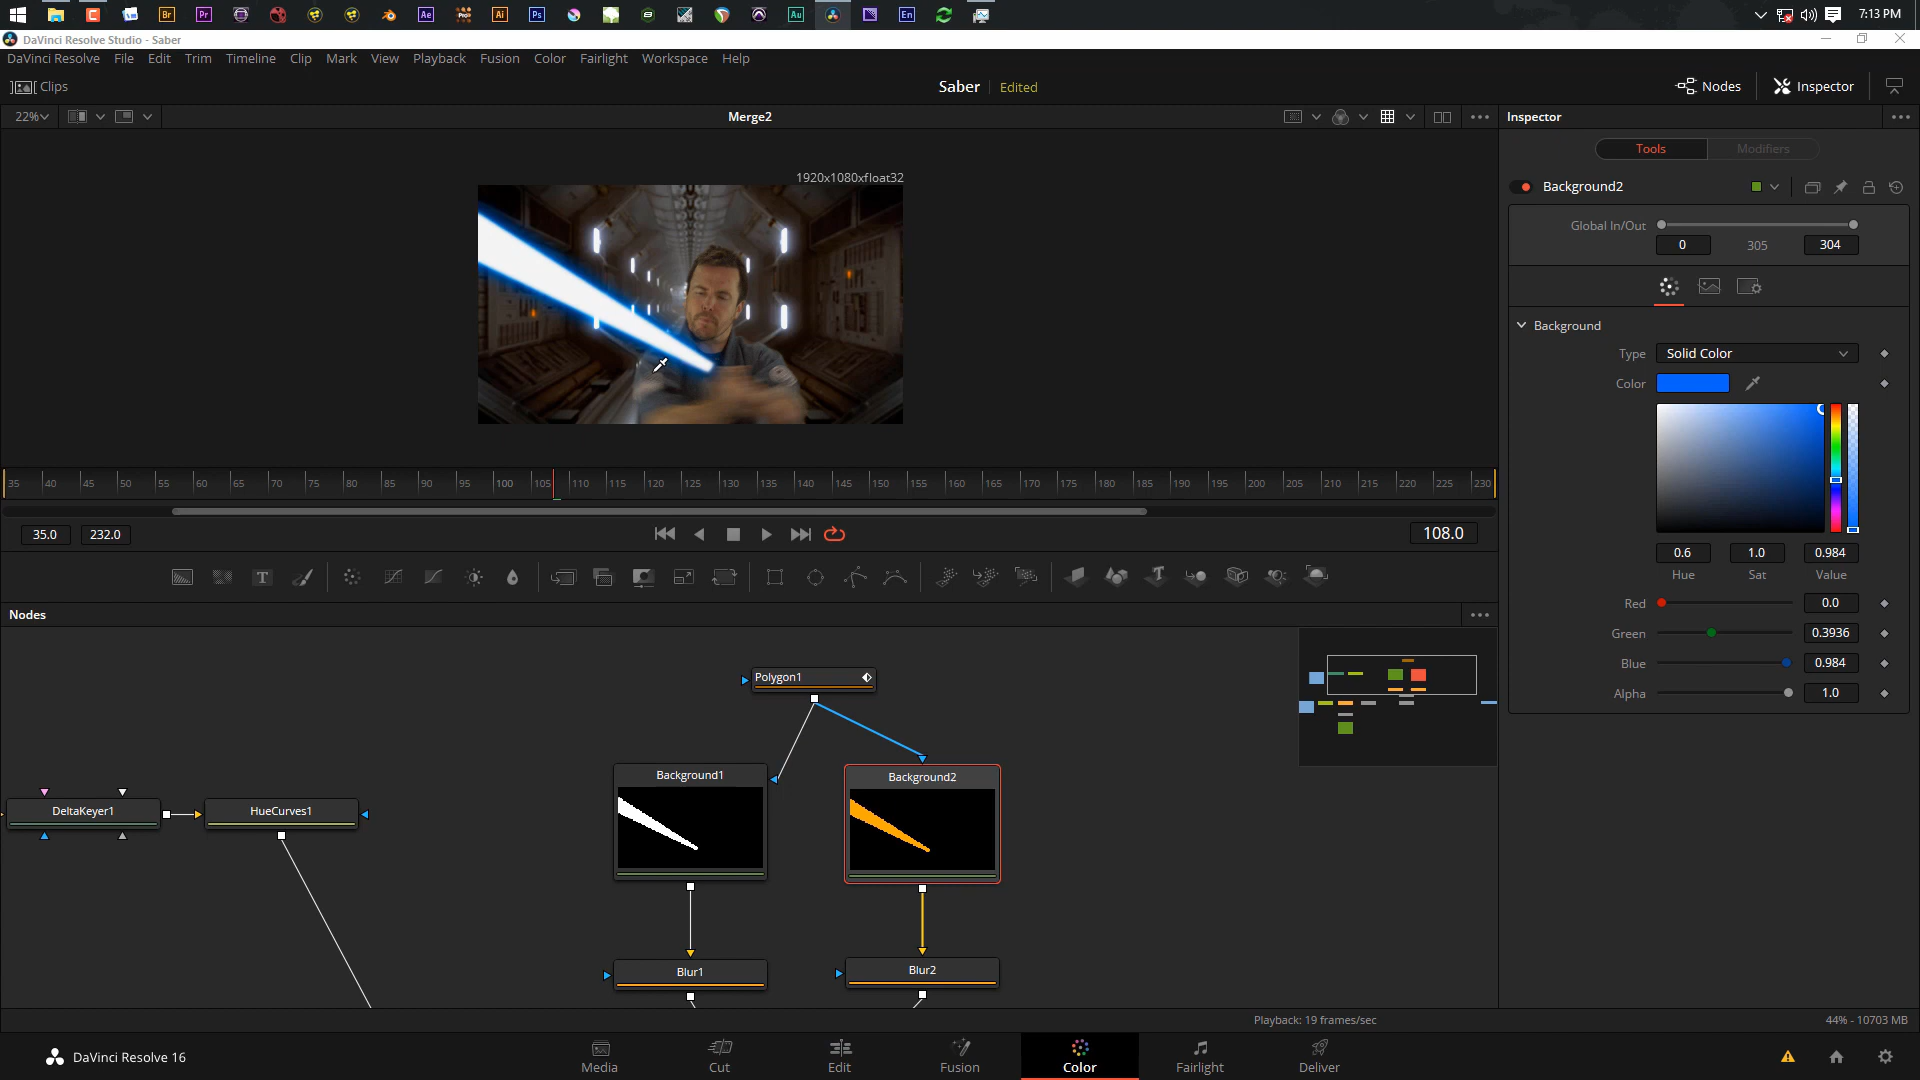 Br
Pr
Ae
Ai
Ps
Au
En
7:13 PM
DaVinci Resolve Studio - Saber
DaVinci Resolve File Edit Trim Timeline Clip Mark View Playback Fusion Color Fairlight Workspace Help
Clips
Saber Edited
Nodes Inspector
22%
Merge2
Inspector
Tools Modifiers
1920x1080xfloat32
Background2
Global In/Out
0 305 304
Background
Type Solid Color
Color
35 40 45 50 55 60 65 70 75 80 85 90 95 100 105 110 115 120 125 130 135 140 145 150 155 160 165 170 175 180 185 190 195 200 205 210 215 220 225 230
35.0 232.0 108.0
0.6 1.0 0.984
Hue Sat Value
Red 0.0
Green 0.3936
Blue 0.984
Alpha 1.0
Nodes
Polygon1
Background1
Background2
DeltaKeyer1
HueCurves1
Blur1
Blur2
Playback: 19 frames/sec
44% - 10703 MB
DaVinci Resolve 16
Media Cut Edit Fusion Color Fairlight Deliver